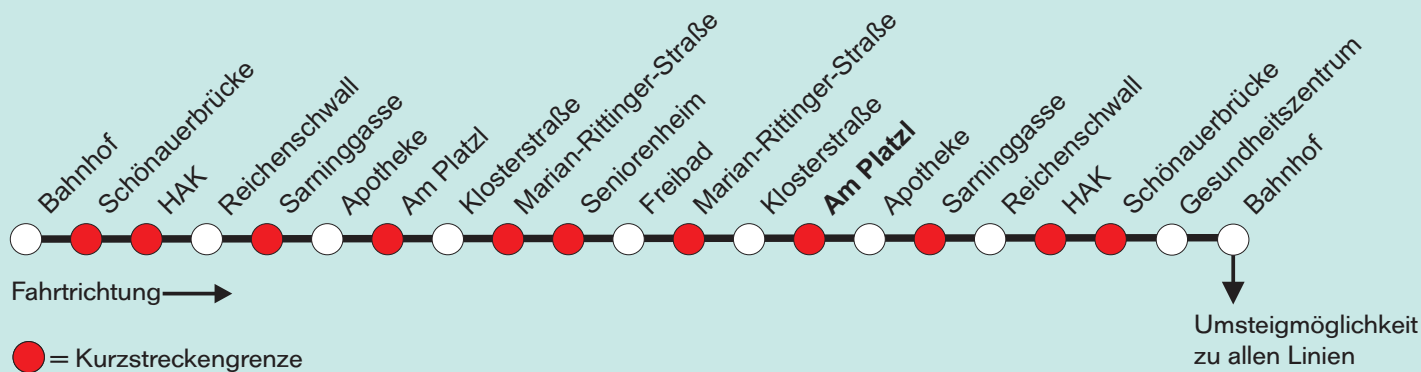 Bahnhof
Schönauerbrücke
HAK
Reichenschwall
Sarninggasse
Apotheke
Am Platzl
Klosterstraße
Marian-Rittinger-Straße
Seniorenheim
Freibad
Marian-Rittinger-Straße
Klosterstraße
Am Platzl
Apotheke
Sarninggasse
Reichenschwall
HAK
Schönauerbrücke
Gesundheitszentrum
Bahnhof
Fahrtrichtung
= Kurzstreckengrenze
Umsteigmöglichkeit
zu allen Linien